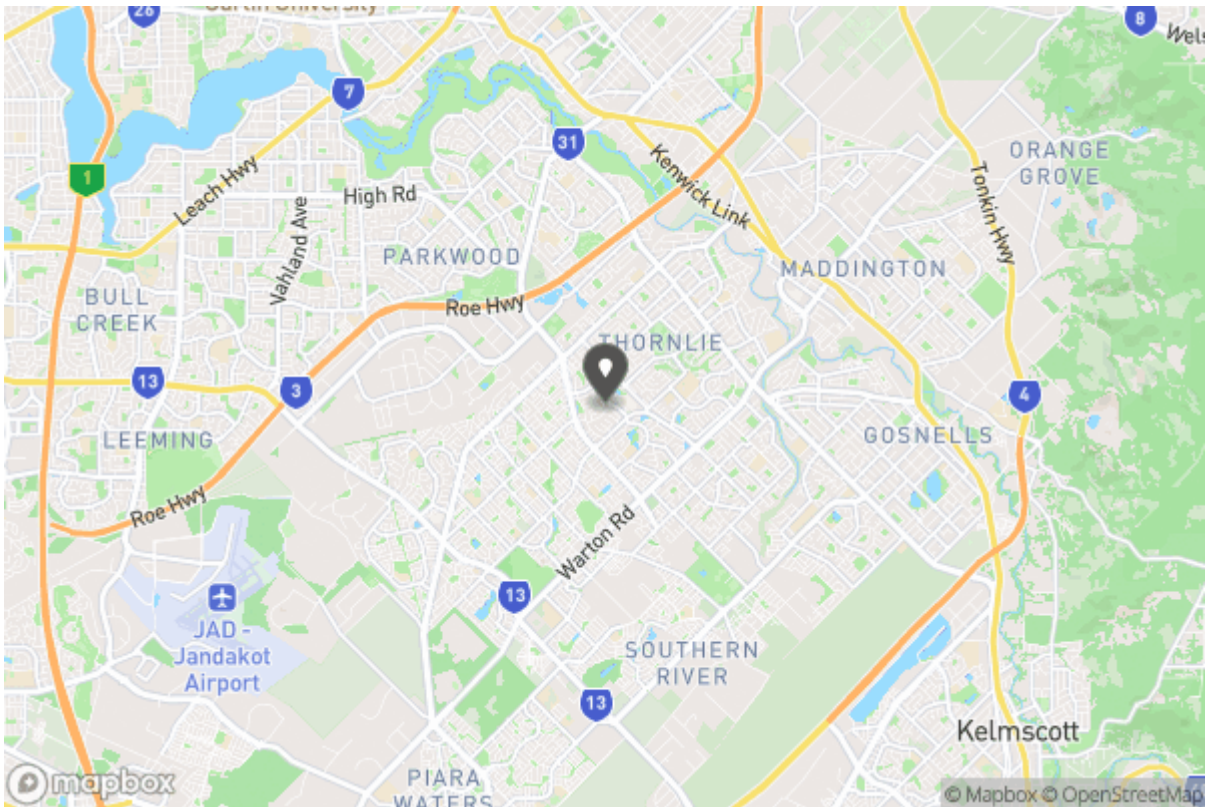 26
Curtin University
8
7
31
ORANGE
GROVE
Kenwick Link
1
Leach Hwy
High Rd
Tonkin Hwy
Vahland Ave
PARKWOOD
MADDINGTON
BULL
CREEK
Roe Hwy
THORNLIE
13
3
4
LEEMING
GOSNELLS
Roe Hwy
Warton Rd
13
JAD -
Jandakot
Airport
SOUTHERN
RIVER
13
Kelmscott
PIARA
WATERS
mapbox
© Mapbox © OpenStreetMap